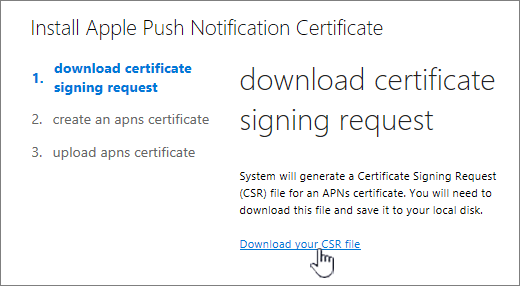 Install Apple Push Notification Certificate
1. download certificate
signing request
2. create an apns certificate
3. upload apns certificate
download certificate
signing request
System will generate a Certificate Signing Request
(CSR) file for an APNs certificate. You will need to
download this file and save it to your local disk.
Download your CSR file